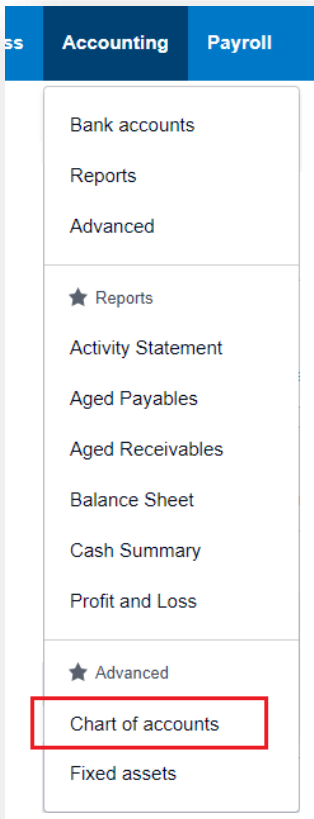 ss Accounting Payroll
Bank accounts
Reports
Advanced
Reports
Activity Statement
Aged Payables
Aged Receivables
Balance Sheet
Cash Summary
Profit and Loss
Advanced
Chart of accounts
Fixed assets